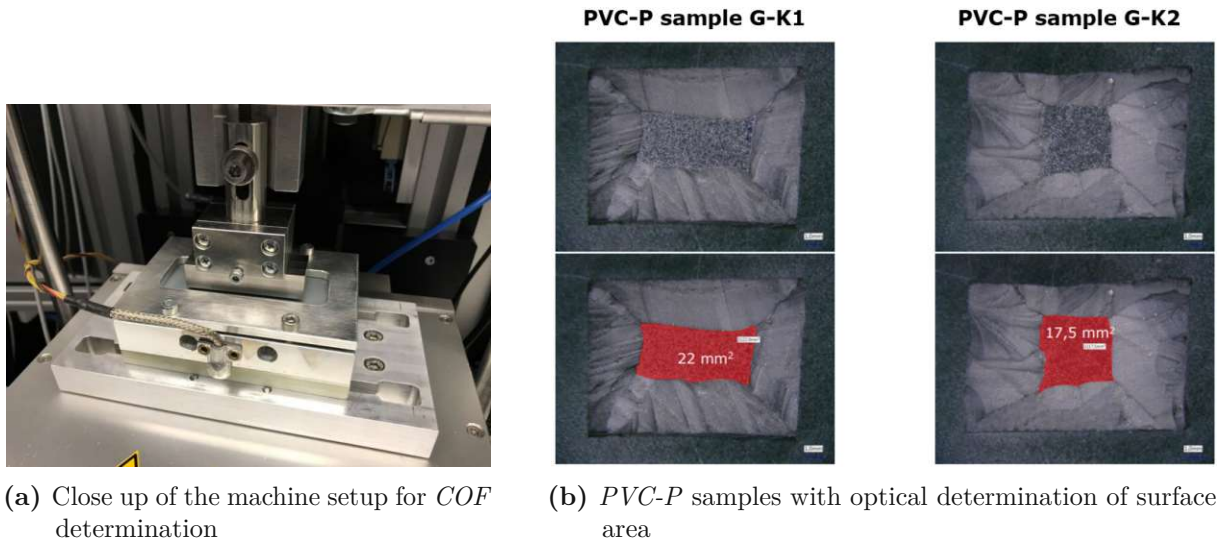 PVC-P sample G-K1
PVC-P sample G-K2
22 mm²
17,5 mm²
(a) Close up of the machine setup for COF
determination
(b) PVC-P samples with optical determination of surface
area